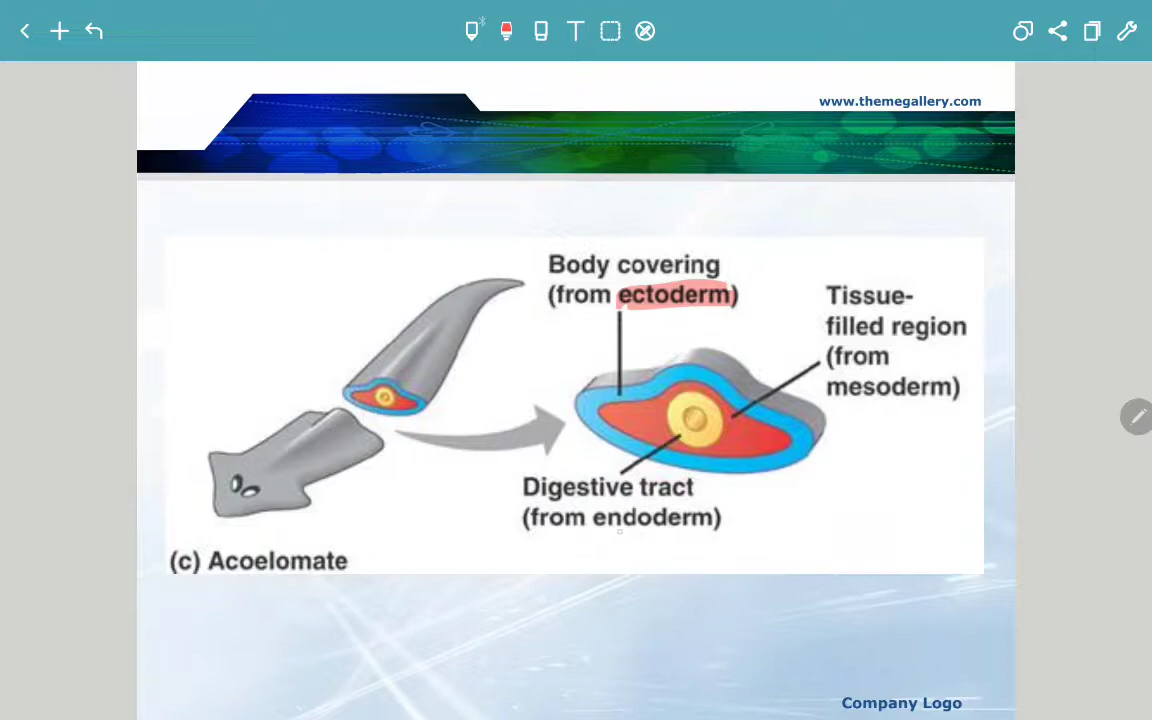 www.themegallery.com
Body covering
(from ectoderm)
Tissue-
filled region
(from
mesoderm)
Digestive tract
(from endoderm)
(c) Acoelomate
Company Logo